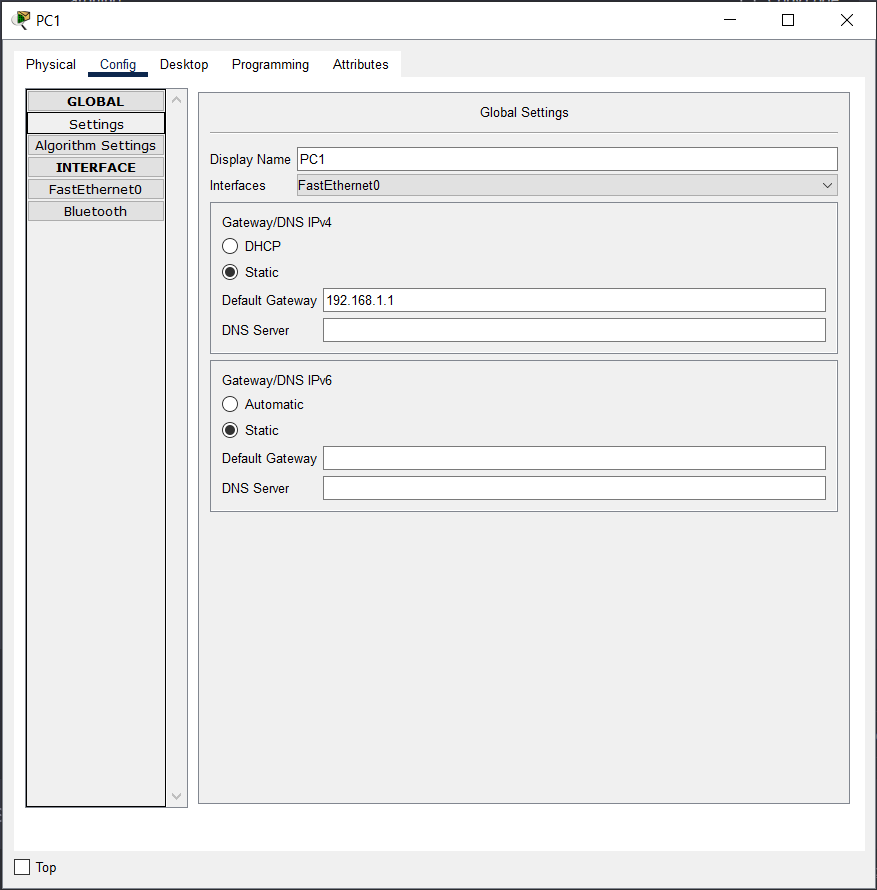 PC1
Physical Config Desktop Programming Attributes
GLOBAL
Settings
Algorithm Settings
INTERFACE
FastEthernet0
Bluetooth
Global Settings
Display Name PC1
Interfaces FastEthernet0
Gateway/DNS IPv4
DHCP
Static
Default Gateway 192.168.1.1
DNS Server
Gateway/DNS IPv6
Automatic
Static
Default Gateway
DNS Server
Top